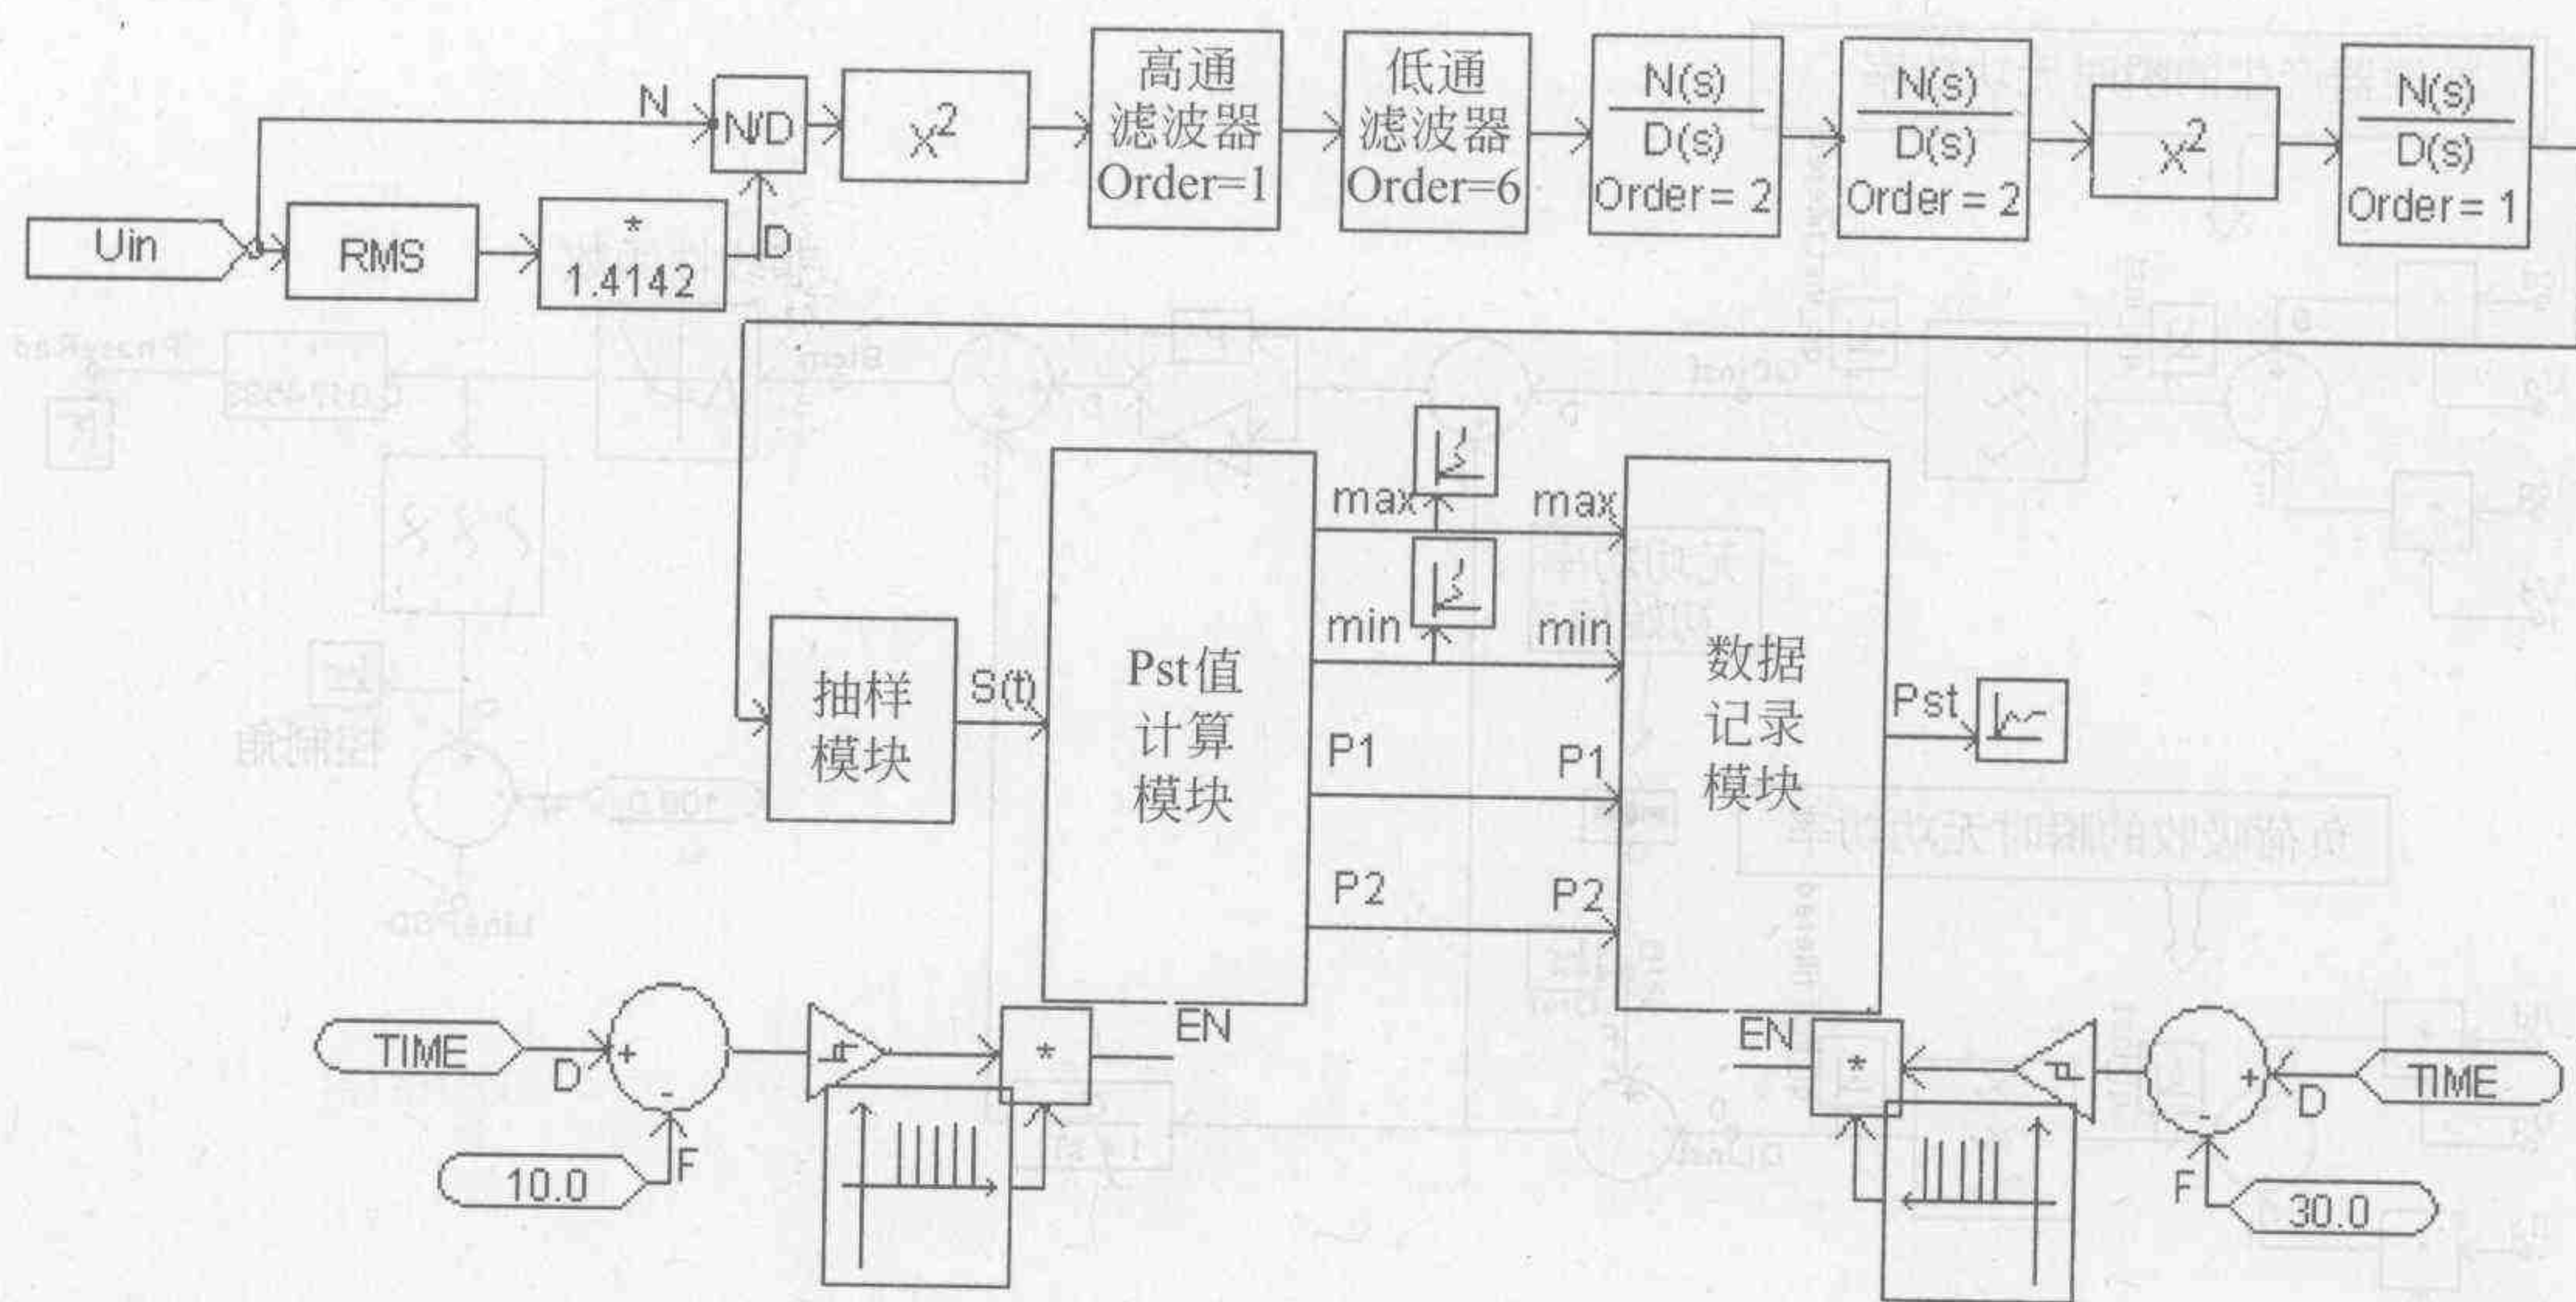 N
N/D
D
X²
高通
滤波器
Order=1
低通
滤波器
Order=6
N(s)
D(s)
Order = 2
N(s)
D(s)
Order = 2
X²
N(s)
D(s)
Order = 1
Uin
RMS
*
1.4142
抽样
模块
S(t)
Pst值
计算
模块
max
max
min
min
P1
P1
P2
P2
数据
记录
模块
Pst
EN
EN
TIME
D
+
-
F
10.0
*
*
TIME
D
+
-
F
30.0